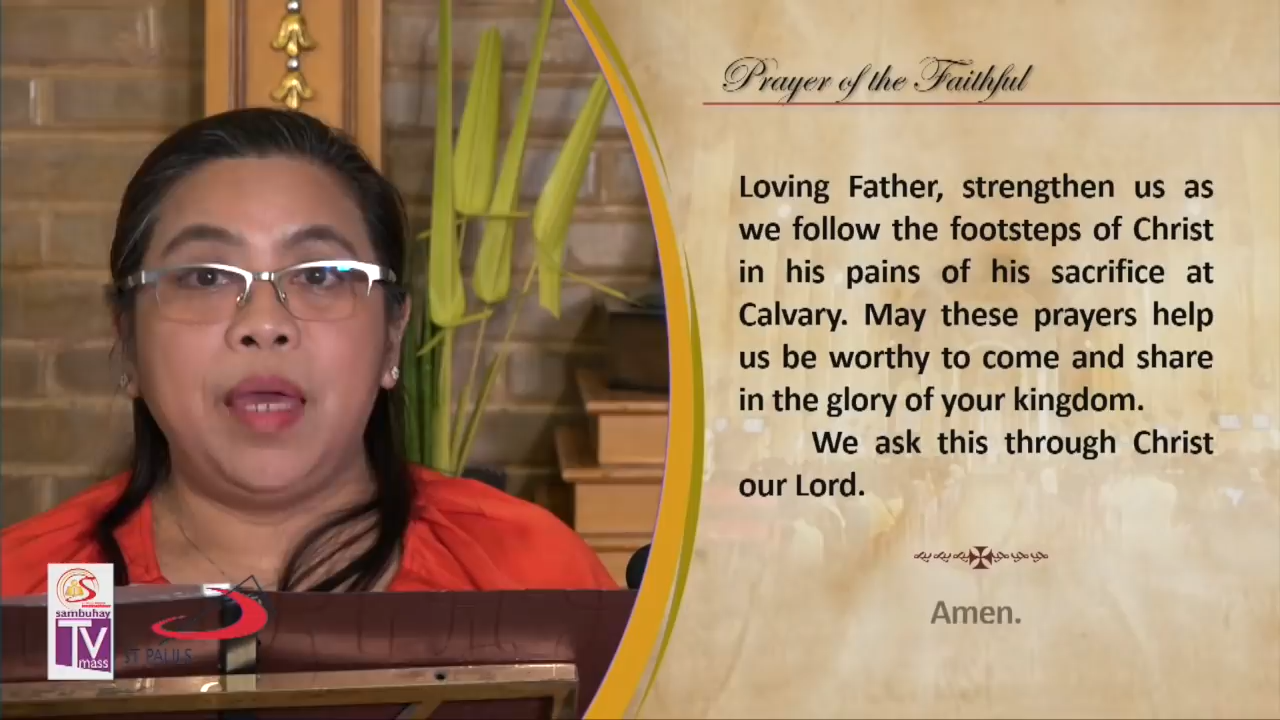 Prayer of the Faithful
Loving Father, strengthen us as
we follow the footsteps of Christ
in his pains of his sacrifice at
Calvary. May these prayers help
us be worthy to come and share
in the glory of your kingdom.
We ask this through Christ
our Lord.
Amen.
sambuhay
TV
mass
ST PAULS